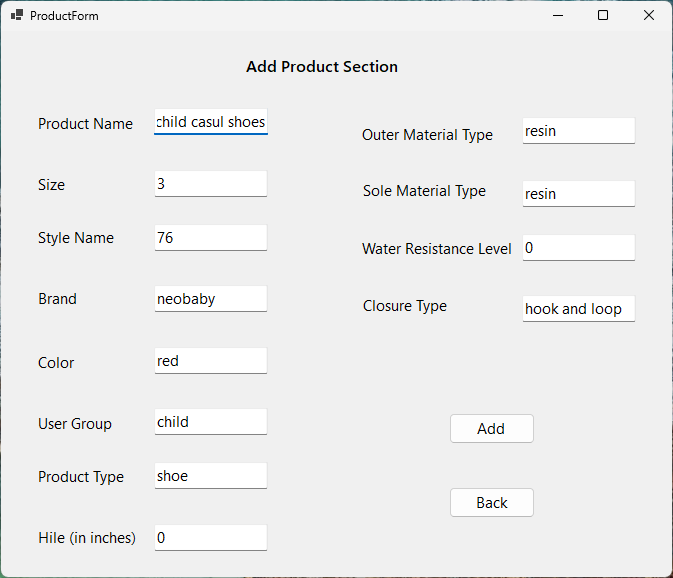 ProductForm
Add Product Section
Product Name child casul shoes
Size 3
Style Name 76
Brand neobaby
Color red
User Group child
Product Type shoe
Hile (in inches) 0
Outer Material Type resin
Sole Material Type resin
Water Resistance Level 0
Closure Type hook and loop
Add
Back